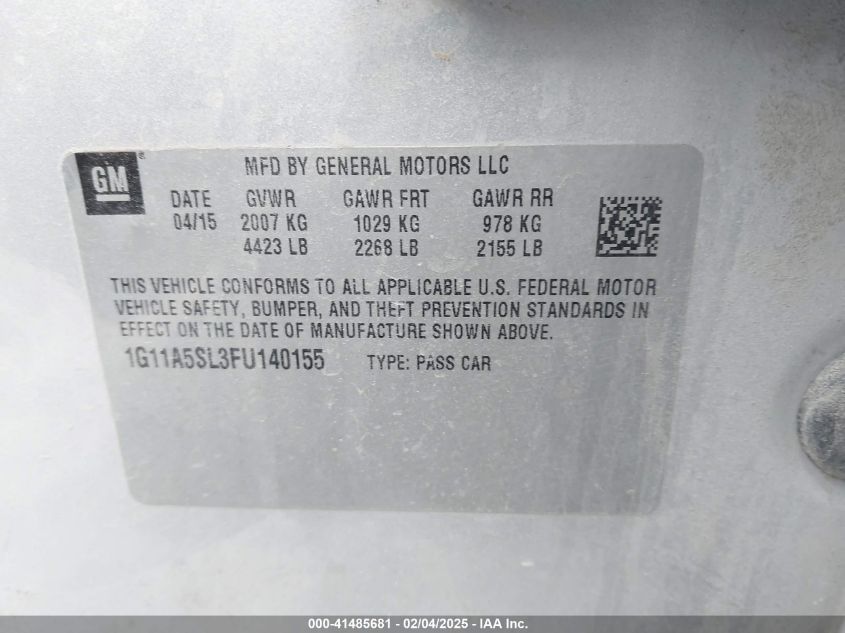 GM®
MFD BY GENERAL MOTORS LLC
DATE GVWR GAWR FRT GAWR RR
04/15 2007 KG 1029 KG 978 KG
4423 LB 2268 LB 2155 LB
THIS VEHICLE CONFORMS TO ALL APPLICABLE U.S. FEDERAL MOTOR
VEHICLE SAFETY, BUMPER, AND THEFT PREVENTION STANDARDS IN
EFFECT ON THE DATE OF MANUFACTURE SHOWN ABOVE.
1G11A5SL3FU140155 TYPE: PASS CAR
000-41485681 - 02/04/2025 - IAA Inc.